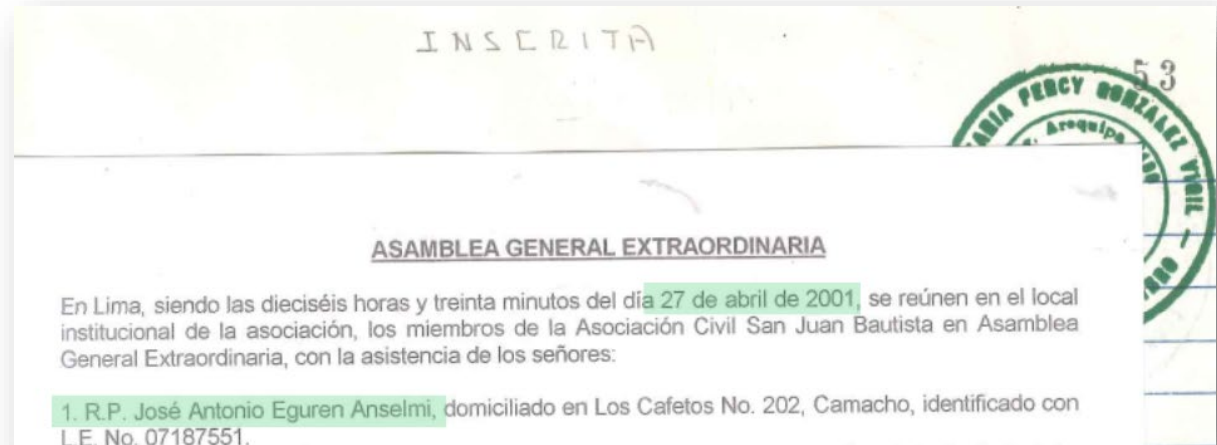 INSCRITA
53
PERCY GONZALEZ VIGIL
Arequipa
ASAMBLEA GENERAL EXTRAORDINARIA
En Lima, siendo las dieciséis horas y treinta minutos del día 27 de abril de 2001, se reúnen en el local
institucional de la asociación, los miembros de la Asociación Civil San Juan Bautista en Asamblea
General Extraordinaria, con la asistencia de los señores:
1. R.P. José Antonio Eguren Anselmi, domiciliado en Los Cafetos No. 202, Camacho, identificado con
L.E. No. 07187551.